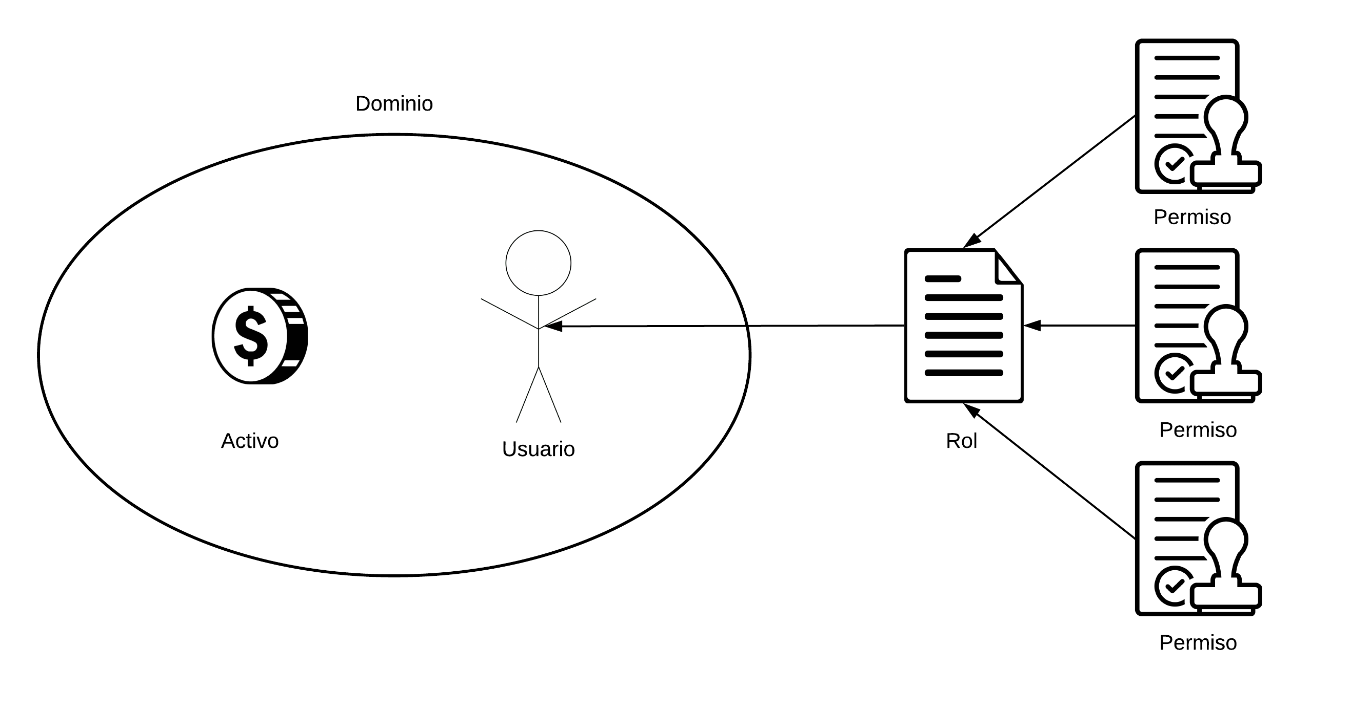 Dominio
Activo
$
Usuario
Rol
Permiso
Permiso
Permiso